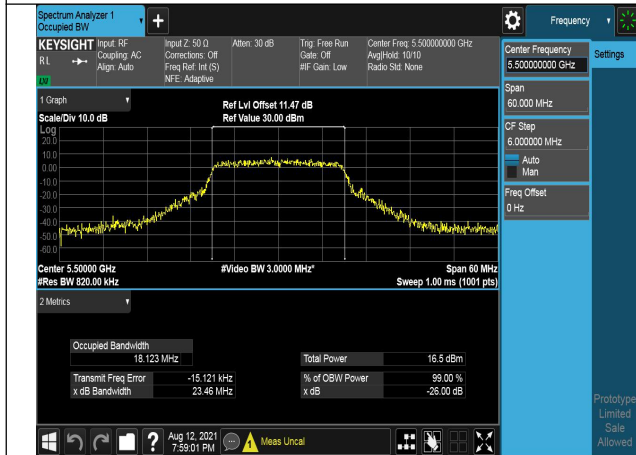 Spectrum Analyzer 1
Occupied BW
Frequency
KEYSIGHT
R L
LXI
Input: RF
Coupling: AC
Align: Auto
Input Z: 50 Ω
Corrections: Off
Freq Ref: Int (S)
NFE: Adaptive
Atten: 30 dB
Trig: Free Run
Gate: Off
#IF Gain: Low
Center Freq: 5.500000000 GHz
Avg|Hold: 10/10
Radio Std: None
Center Frequency
5.500000000 GHz
Settings
Span
60.000 MHz
CF Step
6.000000 MHz
Auto
Man
Freq Offset
0 Hz
1 Graph
Scale/Div 10.0 dB
Ref Lvl Offset 11.47 dB
Ref Value 30.00 dBm
Log
20.0
10.0
0.00
-10.0
-20.0
-30.0
-40.0
-50.0
-60.0
Center 5.50000 GHz
#Res BW 820.00 kHz
#Video BW 3.0000 MHz*
Span 60 MHz
Sweep 1.00 ms (1001 pts)
2 Metrics
Occupied Bandwidth
18.123 MHz
Total Power 16.5 dBm
Transmit Freq Error -15.121 kHz
% of OBW Power 99.00 %
x dB Bandwidth 23.46 MHz
x dB -26.00 dB
Prototype
Limited
Sale
Allowed
?
Aug 12, 2021
7:59:01 PM
Meas Uncal